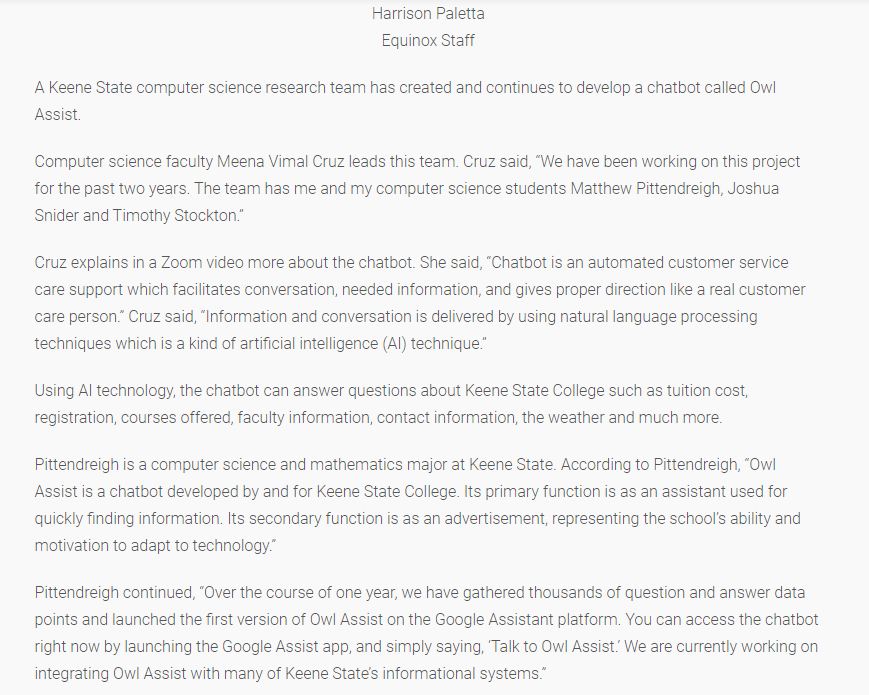 Harrison Paletta
Equinox Staff
A Keene State computer science research team has created and continues to develop a chatbot called Owl
Assist.
Computer science faculty Meena Vimal Cruz leads this team. Cruz said, “We have been working on this project
for the past two years. The team has me and my computer science students Matthew Pittendreigh, Joshua
Snider and Timothy Stockton.”
Cruz explains in a Zoom video more about the chatbot. She said, “Chatbot is an automated customer service
care support which facilitates conversation, needed information, and gives proper direction like a real customer
care person.” Cruz said, “Information and conversation is delivered by using natural language processing
techniques which is a kind of artificial intelligence (AI) technique.”
Using AI technology, the chatbot can answer questions about Keene State College such as tuition cost,
registration, courses offered, faculty information, contact information, the weather and much more.
Pittendreigh is a computer science and mathematics major at Keene State. According to Pittendreigh, “Owl
Assist is a chatbot developed by and for Keene State College. Its primary function is as an assistant used for
quickly finding information. Its secondary function is as an advertisement, representing the school’s ability and
motivation to adapt to technology.”
Pittendreigh continued, “Over the course of one year, we have gathered thousands of question and answer data
points and launched the first version of Owl Assist on the Google Assistant platform. You can access the chatbot
right now by launching the Google Assist app, and simply saying, ‘Talk to Owl Assist.’ We are currently working on
integrating Owl Assist with many of Keene State’s informational systems.”